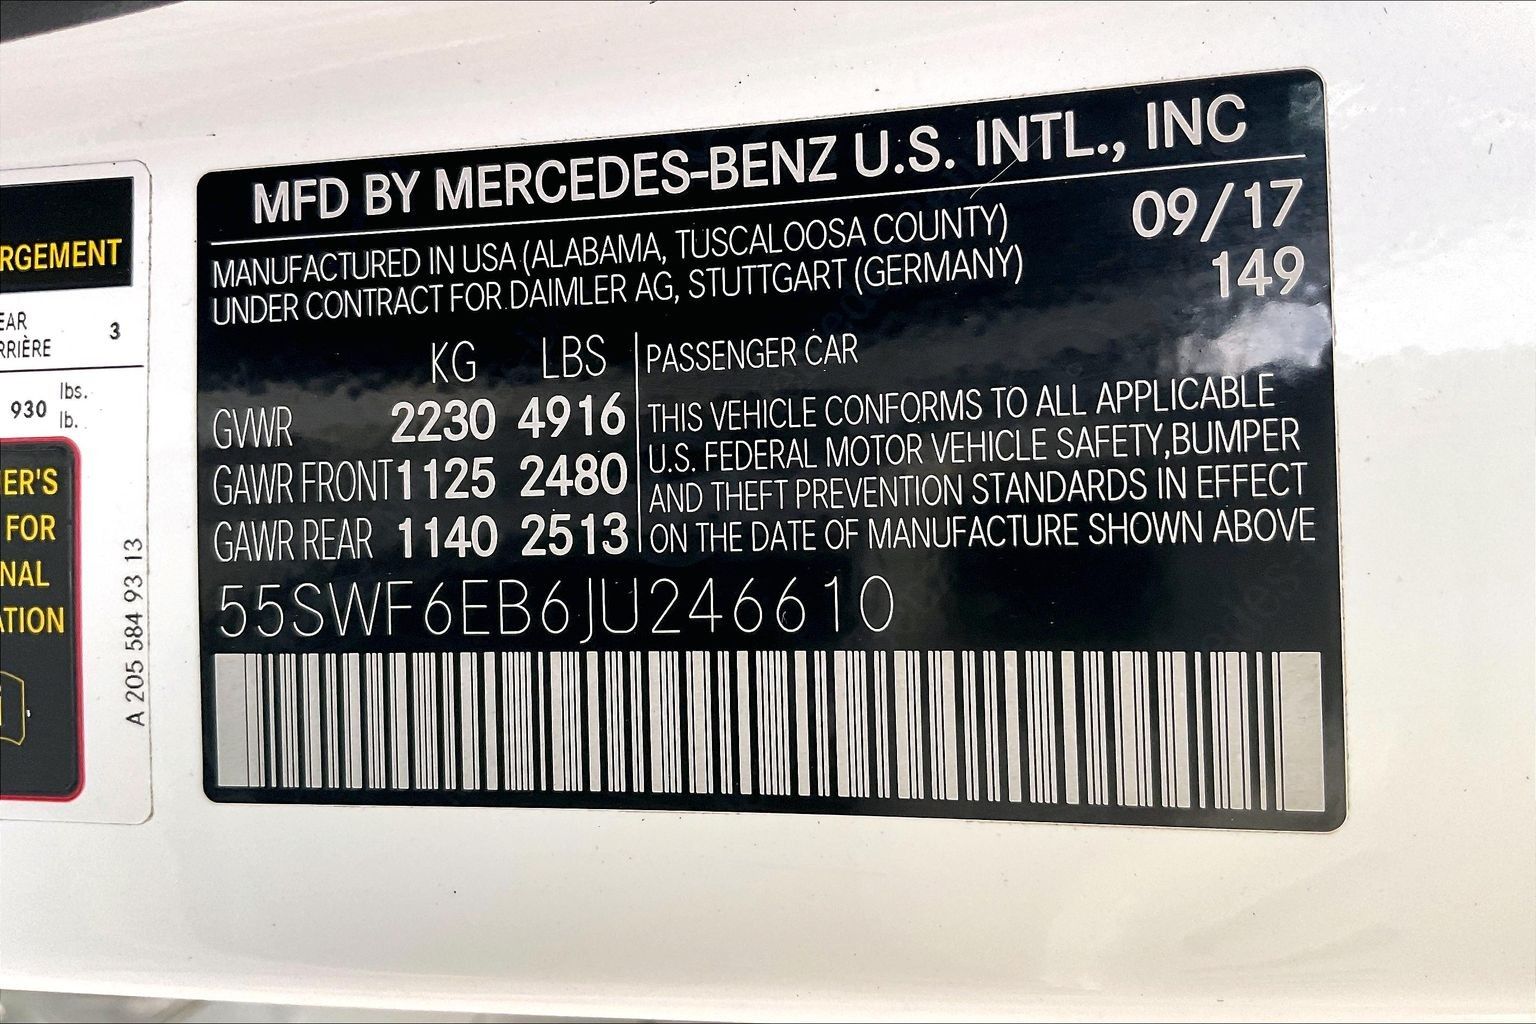 RGEMENT
EAR
RRIÈRE
3
930
lbs.
lb.
ER'S
FOR
NAL
ATION
A 205 584 93 13
MFD BY MERCEDES-BENZ U.S. INTL., INC
MANUFACTURED IN USA (ALABAMA, TUSCALOOSA COUNTY)
UNDER CONTRACT FOR DAIMLER AG, STUTTGART (GERMANY)
09/17
149
KG LBS
GVWR 2230 4916
GAWR FRONT 1125 2480
GAWR REAR 1140 2513
PASSENGER CAR
THIS VEHICLE CONFORMS TO ALL APPLICABLE
U.S. FEDERAL MOTOR VEHICLE SAFETY,BUMPER
AND THEFT PREVENTION STANDARDS IN EFFECT
ON THE DATE OF MANUFACTURE SHOWN ABOVE
55SWF6EB6JU246610